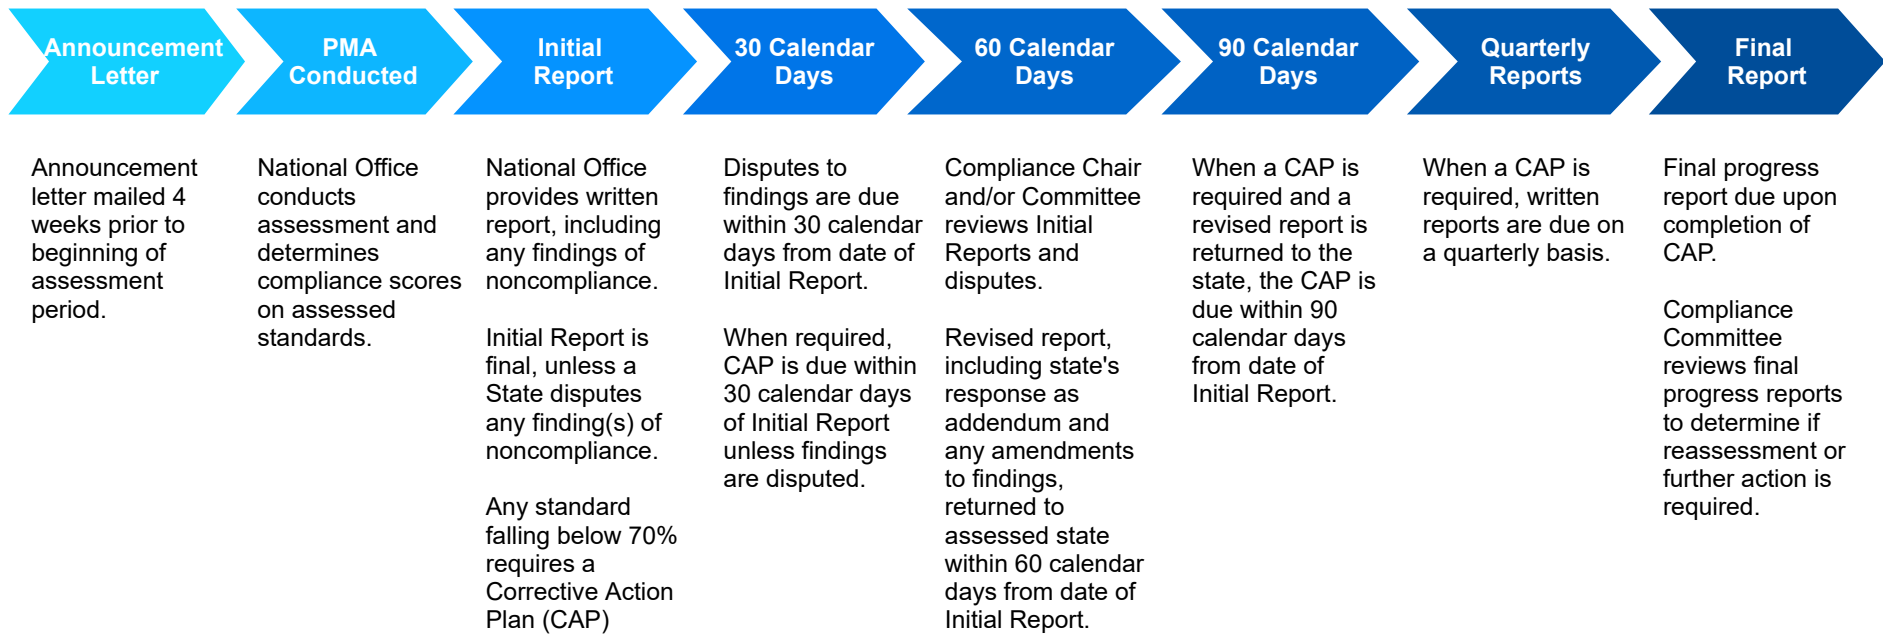 Announcement
Letter
PMA
Conducted
Initial
Report
30 Calendar
Days
60 Calendar
Days
90 Calendar
Days
Quarterly
Reports
Final
Report
Announcement
letter mailed 4
weeks prior to
beginning of
assessment
period.
National Office
conducts
assessment and
determines
compliance scores
on assessed
standards.
National Office
provides written
report, including
any findings of
noncompliance.
Initial Report is
final, unless a
State disputes
any finding(s) of
noncompliance.
Any standard
falling below 70%
requires a
Corrective Action
Plan (CAP)
Disputes to
findings are due
within 30 calendar
days from date of
Initial Report.
When required,
CAP is due within
30 calendar days
of Initial Report
unless findings
are disputed.
Compliance Chair
and/or Committee
reviews Initial
Reports and
disputes.
Revised report,
including state's
response as
addendum and
any amendments
to findings,
returned to
assessed state
within 60 calendar
days from date of
Initial Report.
When a CAP is
required and a
revised report is
returned to the
state, the CAP is
due within 90
calendar days
from date of
Initial Report.
When a CAP is
required, written
reports are due on
a quarterly basis.
Final progress
report due upon
completion of
CAP.
Compliance
Committee
reviews final
progress reports
to determine if
reassessment or
further action is
required.